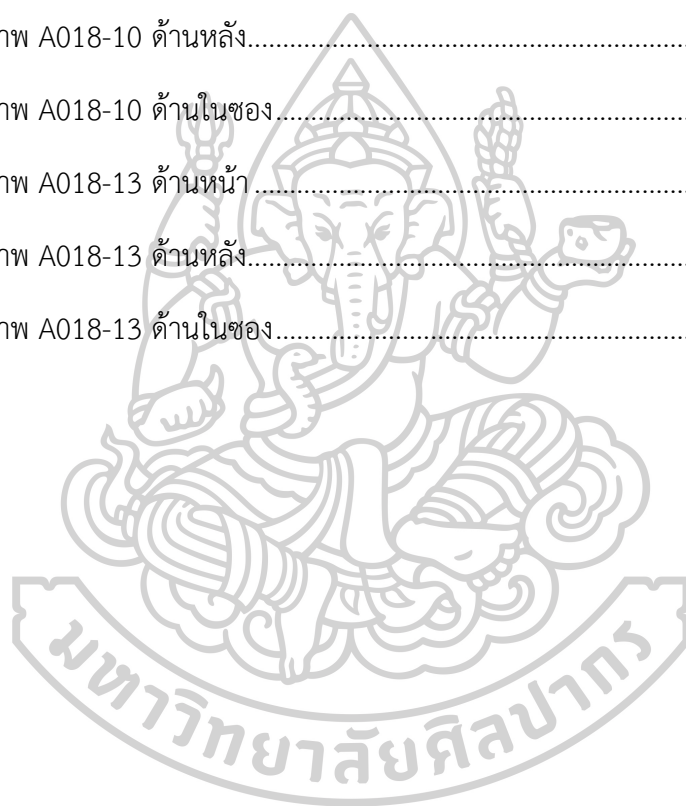 าพ A018-10 ด้านหลัง................................................................................
าพ A018-10 ด้านในซอง...........................................................................
าพ A018-13 ด้านหน้า ..............................................................................
าพ A018-13 ด้านหลัง................................................................................
าพ A018-13 ด้านในซอง...........................................................................
มหาวิทยาลัยศิลปากร